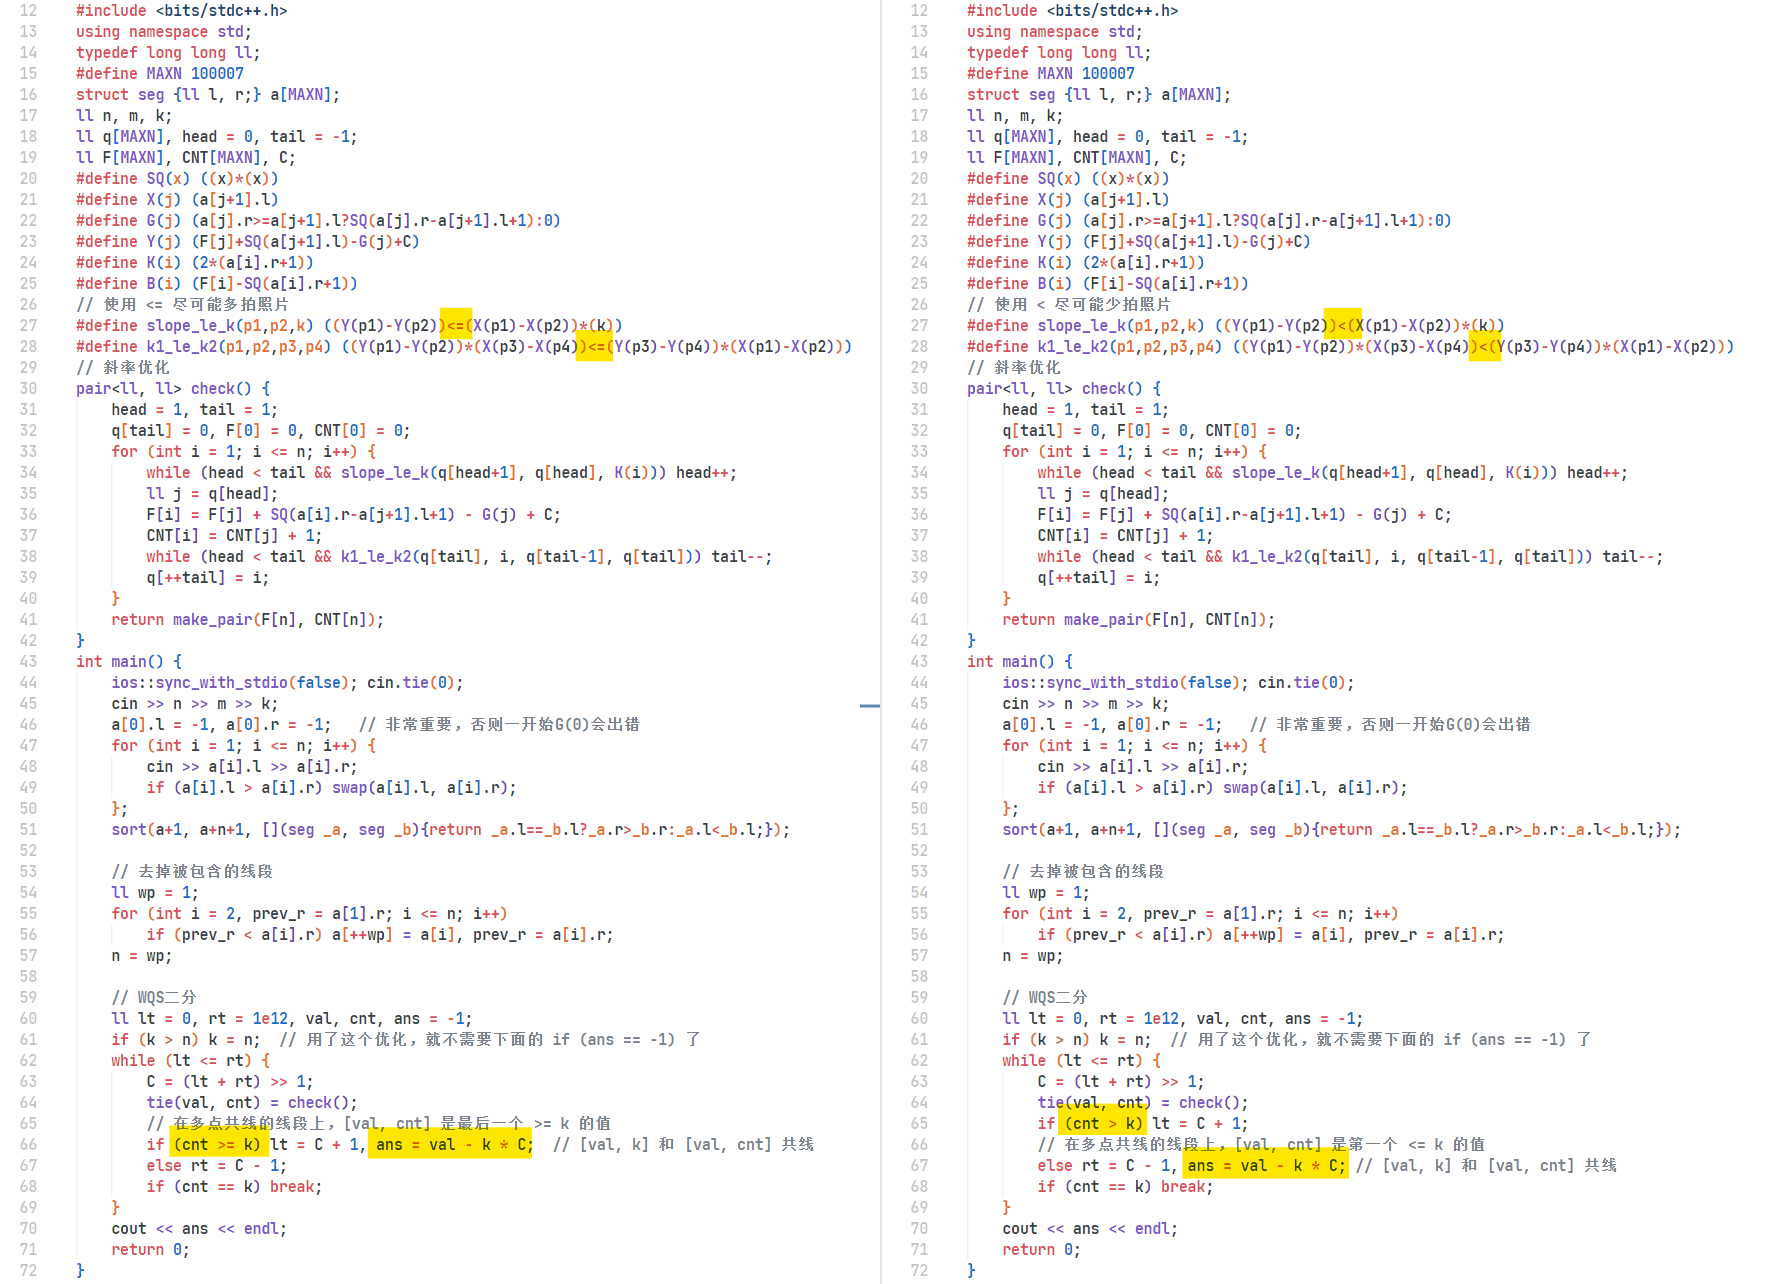 12 #include <bits/stdc++.h>
13 using namespace std;
14 typedef long long ll;
15 #define MAXN 100007
16 struct seg {ll l, r;} a[MAXN];
17 ll n, m, k;
18 ll q[MAXN], head = 0, tail = -1;
19 ll F[MAXN], CNT[MAXN], C;
20 #define SQ(x) ((x)*(x))
21 #define X(j) (a[j+1].l)
22 #define G(j) (a[j].r>=a[j+1].l?SQ(a[j].r-a[j+1].l+1):0)
23 #define Y(j) (F[j]+SQ(a[j+1].l)-G(j)+C)
24 #define K(i) (2*(a[i].r+1))
25 #define B(i) (F[i]-SQ(a[i].r+1))
26 // 使用 <= 尽可能多拍照片
27 #define slope_le_k(p1,p2,k) ((Y(p1)-Y(p2))<=(X(p1)-X(p2))*(k))
28 #define k1_le_k2(p1,p2,p3,p4) ((Y(p1)-Y(p2))*(X(p3)-X(p4))<=(Y(p3)-Y(p4))*(X(p1)-X(p2)))
29 // 斜率优化
30 pair<ll, ll> check() {
31     head = 1, tail = 1;
32     q[tail] = 0, F[0] = 0, CNT[0] = 0;
33     for (int i = 1; i <= n; i++) {
34         while (head < tail && slope_le_k(q[head+1], q[head], K(i))) head++;
35         ll j = q[head];
36         F[i] = F[j] + SQ(a[i].r-a[j+1].l+1) - G(j) + C;
37         CNT[i] = CNT[j] + 1;
38         while (head < tail && k1_le_k2(q[tail], i, q[tail-1], q[tail])) tail--;
39         q[++tail] = i;
40     }
41     return make_pair(F[n], CNT[n]);
42 }
43 int main() {
44     ios::sync_with_stdio(false); cin.tie(0);
45     cin >> n >> m >> k;
46     a[0].l = -1, a[0].r = -1;   // 非常重要，否则一开始G(0)会出错
47     for (int i = 1; i <= n; i++) {
48         cin >> a[i].l >> a[i].r;
49         if (a[i].l > a[i].r) swap(a[i].l, a[i].r);
50     };
51     sort(a+1, a+n+1, [](seg _a, seg _b){return _a.l==_b.l?_a.r>_b.r:_a.l<_b.l;});
52
53     // 去掉被包含的线段
54     ll wp = 1;
55     for (int i = 2, prev_r = a[1].r; i <= n; i++)
56         if (prev_r < a[i].r) a[++wp] = a[i], prev_r = a[i].r;
57     n = wp;
58
59     // WQS二分
60     ll lt = 0, rt = 1e12, val, cnt, ans = -1;
61     if (k > n) k = n;  // 用了这个优化，就不需要下面的 if (ans == -1) 了
62     while (lt <= rt) {
63         C = (lt + rt) >> 1;
64         tie(val, cnt) = check();
65         // 在多点共线的线段上，[val, cnt] 是最后一个 >= k 的值
66         if (cnt >= k) lt = C + 1, ans = val - k * C;  // [val, k] 和 [val, cnt] 共线
67         else rt = C - 1;
68         if (cnt == k) break;
69     }
70     cout << ans << endl;
71     return 0;
72 }
12 #include <bits/stdc++.h>
13 using namespace std;
14 typedef long long ll;
15 #define MAXN 100007
16 struct seg {ll l, r;} a[MAXN];
17 ll n, m, k;
18 ll q[MAXN], head = 0, tail = -1;
19 ll F[MAXN], CNT[MAXN], C;
20 #define SQ(x) ((x)*(x))
21 #define X(j) (a[j+1].l)
22 #define G(j) (a[j].r>=a[j+1].l?SQ(a[j].r-a[j+1].l+1):0)
23 #define Y(j) (F[j]+SQ(a[j+1].l)-G(j)+C)
24 #define K(i) (2*(a[i].r+1))
25 #define B(i) (F[i]-SQ(a[i].r+1))
26 // 使用 < 尽可能少拍照片
27 #define slope_le_k(p1,p2,k) ((Y(p1)-Y(p2))<(X(p1)-X(p2))*(k))
28 #define k1_le_k2(p1,p2,p3,p4) ((Y(p1)-Y(p2))*(X(p3)-X(p4))<(Y(p3)-Y(p4))*(X(p1)-X(p2)))
29 // 斜率优化
30 pair<ll, ll> check() {
31     head = 1, tail = 1;
32     q[tail] = 0, F[0] = 0, CNT[0] = 0;
33     for (int i = 1; i <= n; i++) {
34         while (head < tail && slope_le_k(q[head+1], q[head], K(i))) head++;
35         ll j = q[head];
36         F[i] = F[j] + SQ(a[i].r-a[j+1].l+1) - G(j) + C;
37         CNT[i] = CNT[j] + 1;
38         while (head < tail && k1_le_k2(q[tail], i, q[tail-1], q[tail])) tail--;
39         q[++tail] = i;
40     }
41     return make_pair(F[n], CNT[n]);
42 }
43 int main() {
44     ios::sync_with_stdio(false); cin.tie(0);
45     cin >> n >> m >> k;
46     a[0].l = -1, a[0].r = -1;   // 非常重要，否则一开始G(0)会出错
47     for (int i = 1; i <= n; i++) {
48         cin >> a[i].l >> a[i].r;
49         if (a[i].l > a[i].r) swap(a[i].l, a[i].r);
50     };
51     sort(a+1, a+n+1, [](seg _a, seg _b){return _a.l==_b.l?_a.r>_b.r:_a.l<_b.l;});
52
53     // 去掉被包含的线段
54     ll wp = 1;
55     for (int i = 2, prev_r = a[1].r; i <= n; i++)
56         if (prev_r < a[i].r) a[++wp] = a[i], prev_r = a[i].r;
57     n = wp;
58
59     // WQS二分
60     ll lt = 0, rt = 1e12, val, cnt, ans = -1;
61     if (k > n) k = n;  // 用了这个优化，就不需要下面的 if (ans == -1) 了
62     while (lt <= rt) {
63         C = (lt + rt) >> 1;
64         tie(val, cnt) = check();
65         if (cnt > k) lt = C + 1;
66         // 在多点共线的线段上，[val, cnt] 是第一个 <= k 的值
67         else rt = C - 1, ans = val - k * C; // [val, k] 和 [val, cnt] 共线
68         if (cnt == k) break;
69     }
70     cout << ans << endl;
71     return 0;
72 }